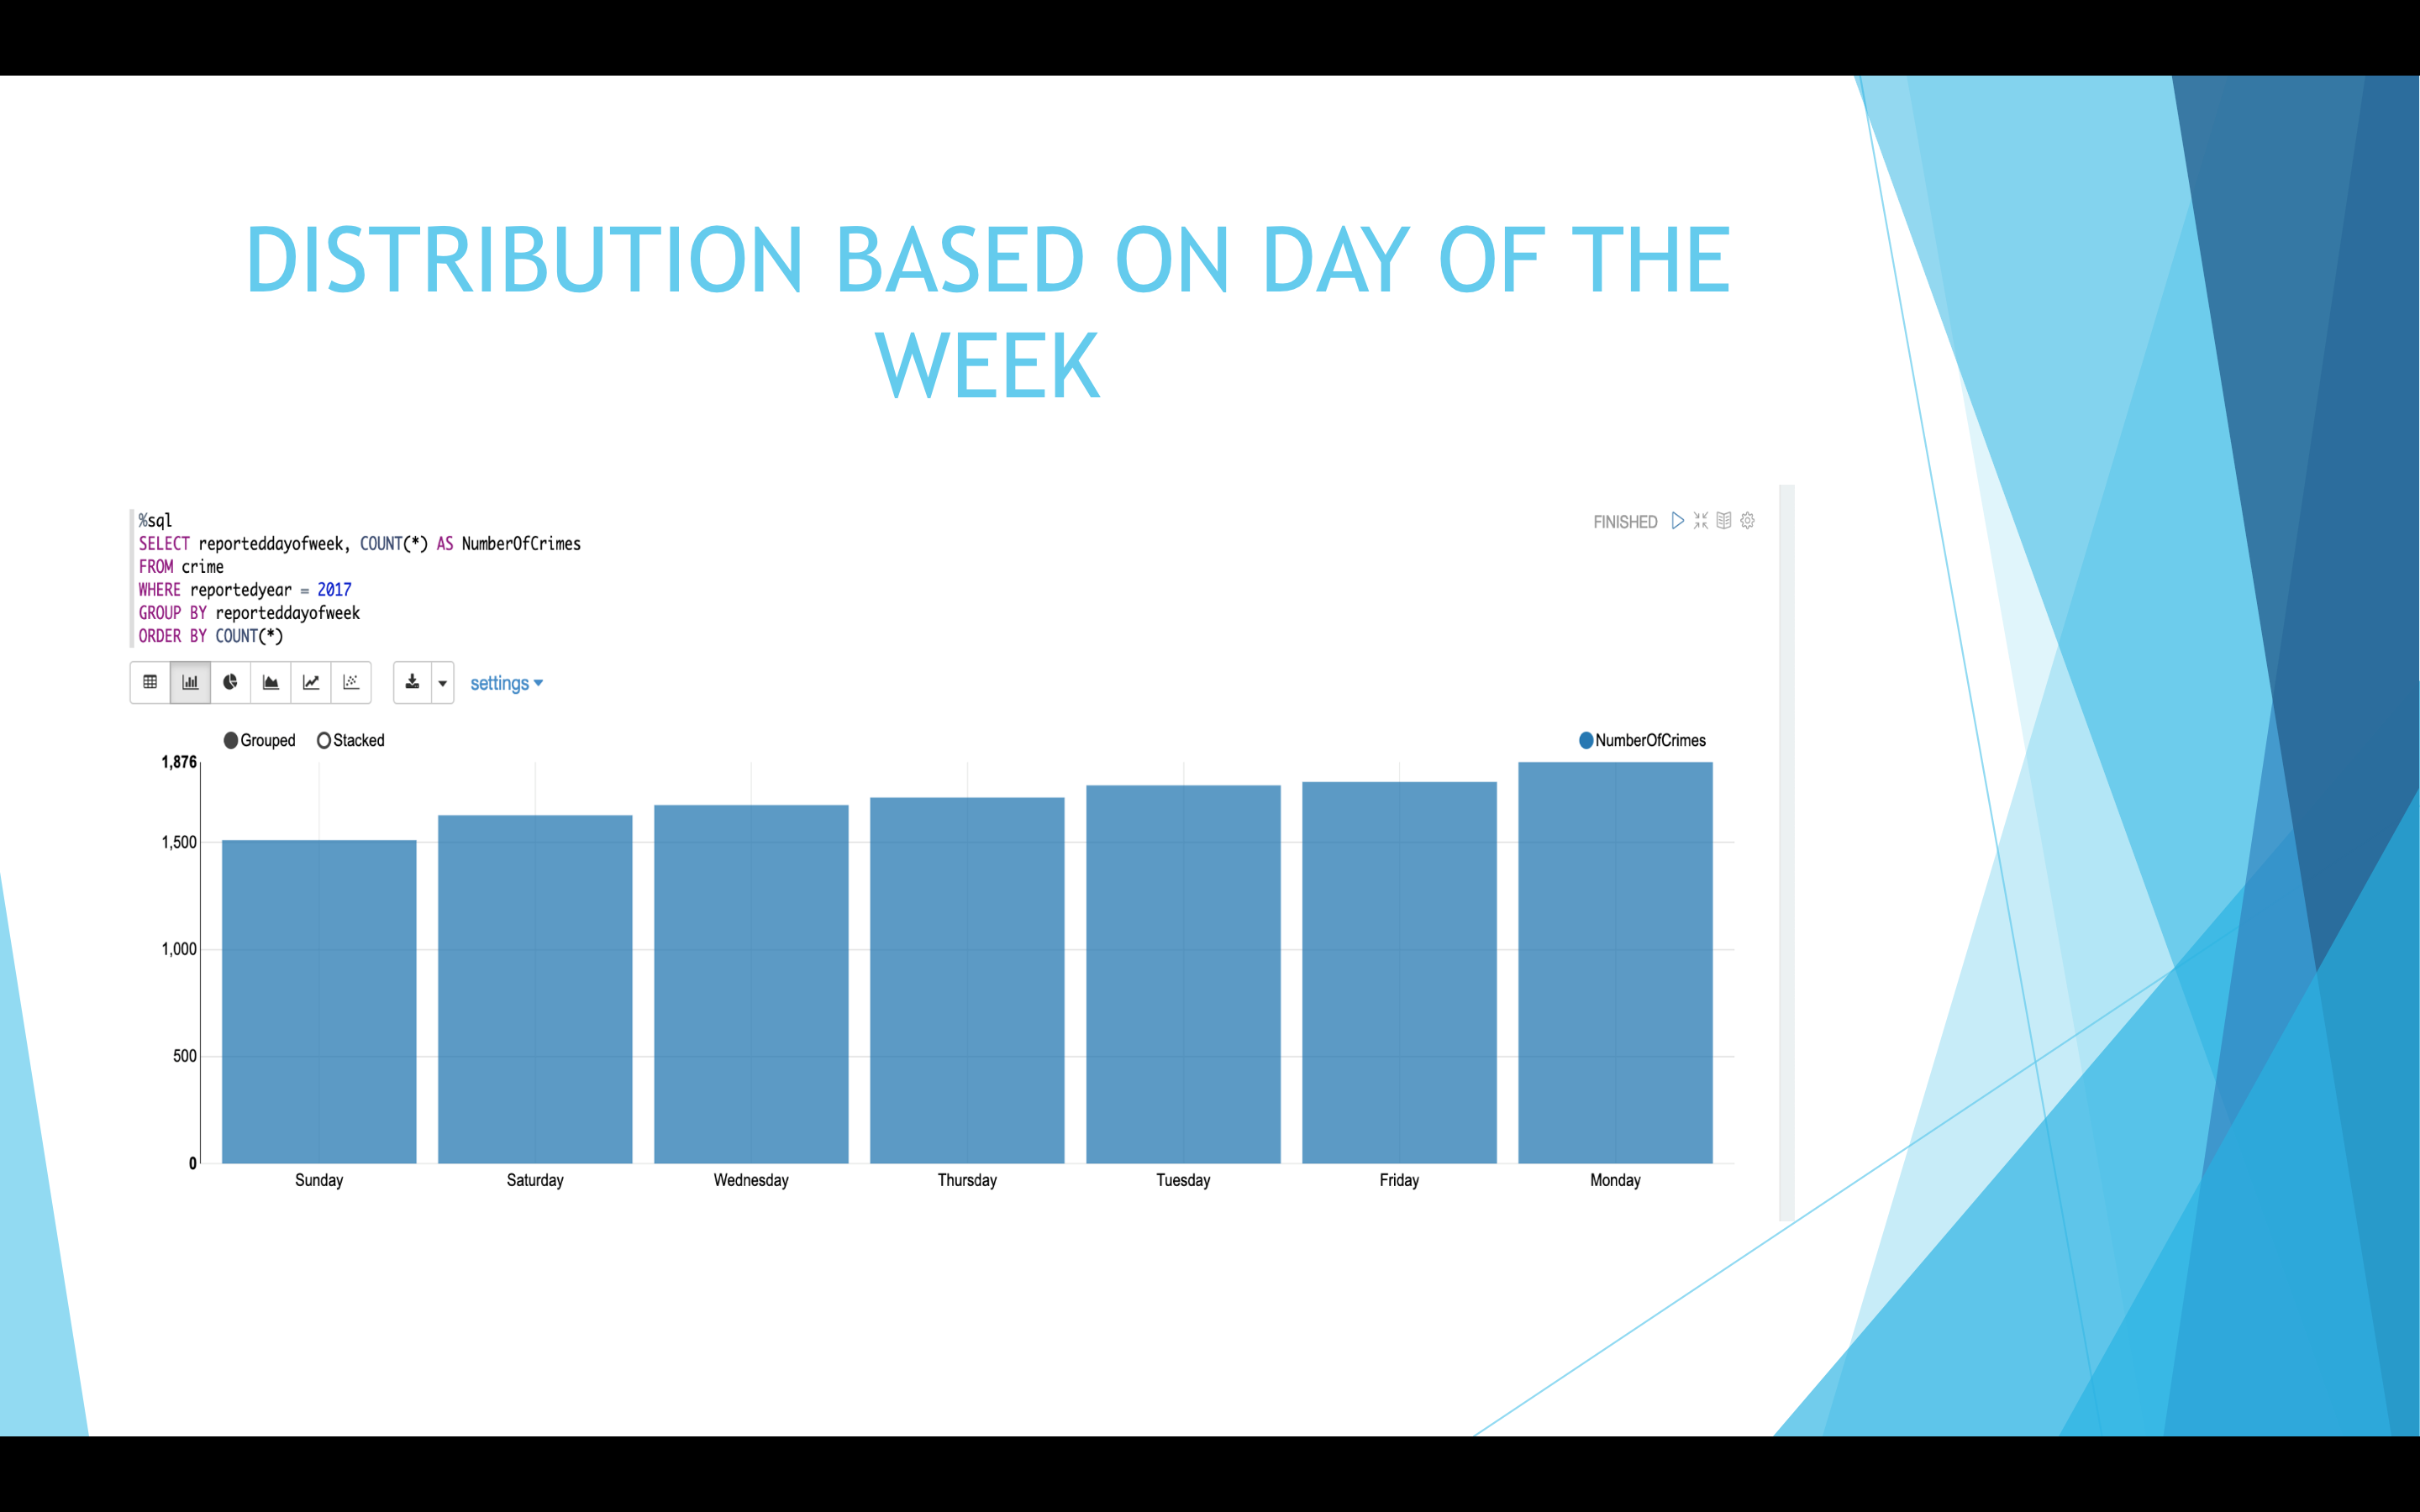 DISTRIBUTION BASED ON DAY OF THE
WEEK
%sql
SELECT reporteddayofweek, COUNT(*) AS NumberOfCrimes
FROM crime
WHERE reportedyear = 2017
GROUP BY reporteddayofweek
ORDER BY COUNT(*)
FINISHED
settings
Grouped Stacked
NumberOfCrimes
1,876
1,500
1,000
500
0
Sunday Saturday Wednesday Thursday Tuesday Friday Monday